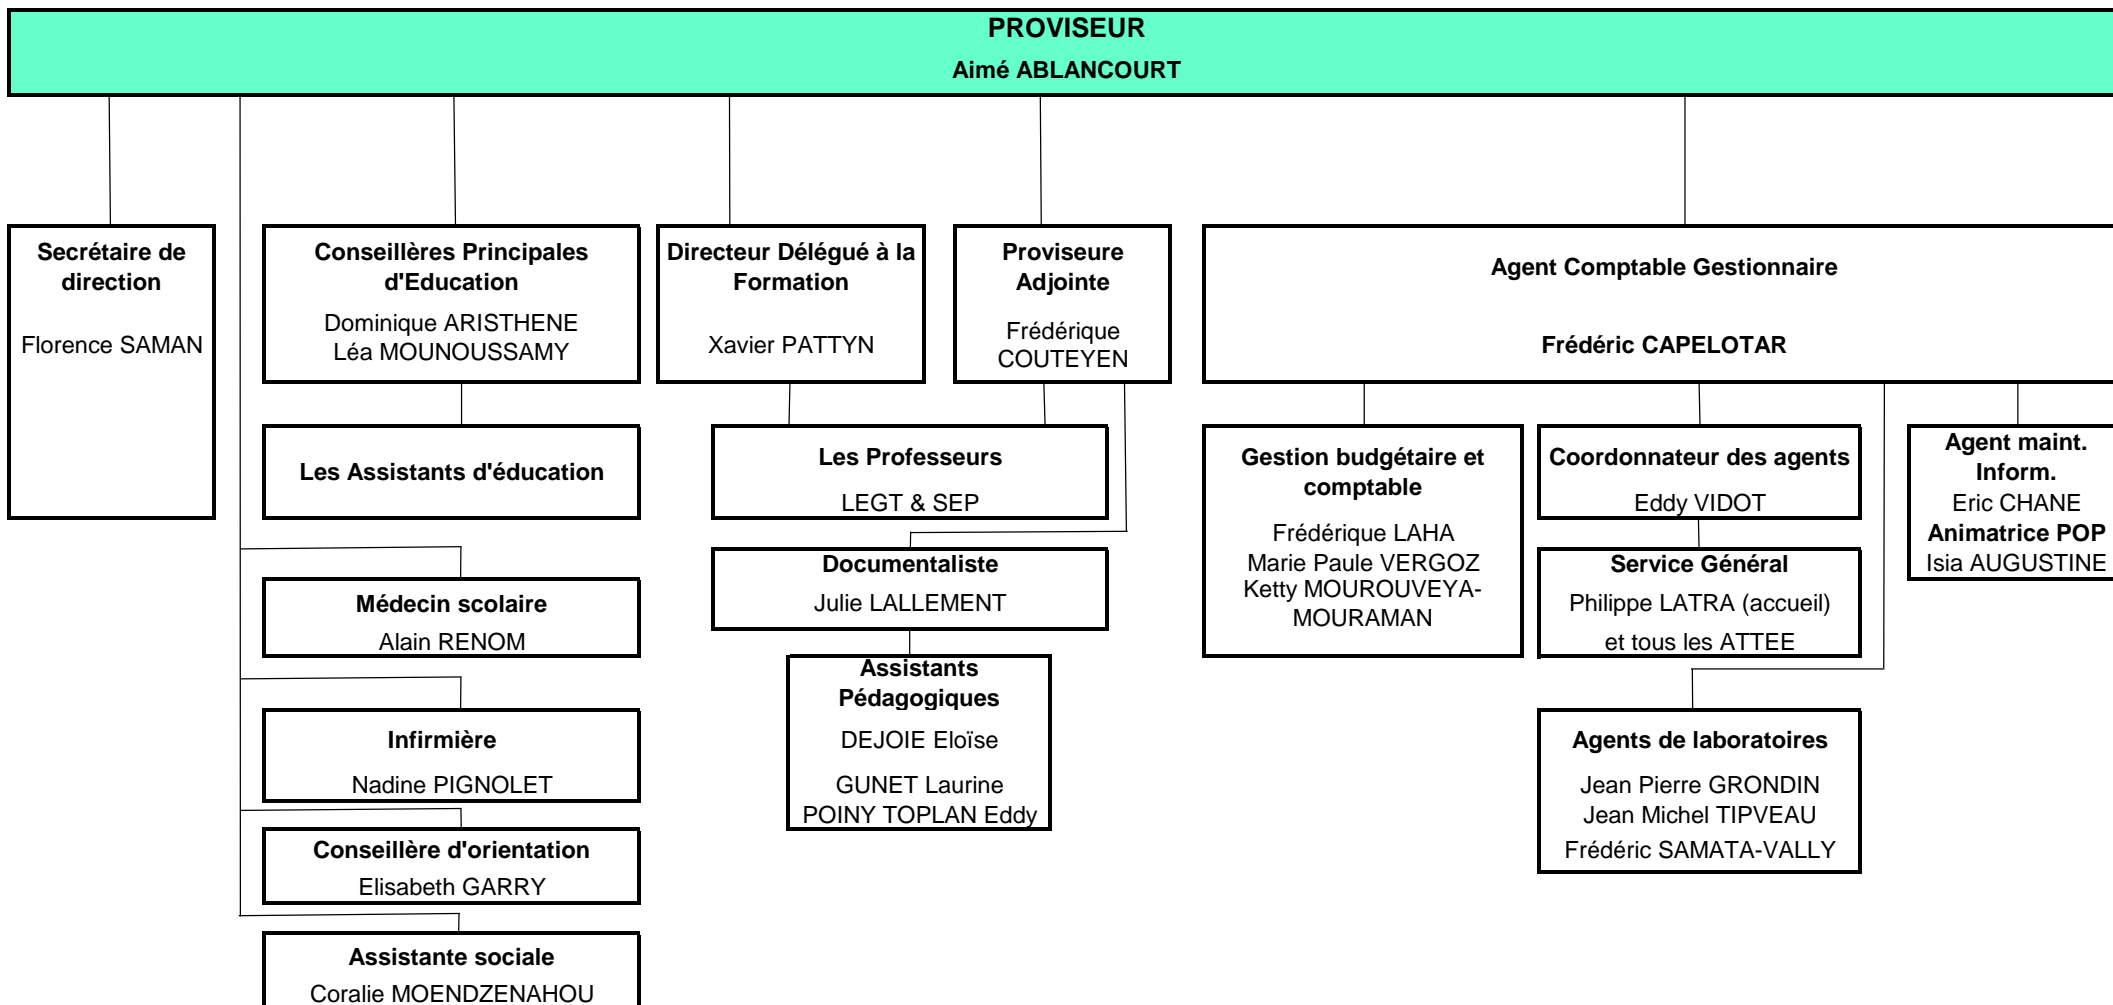 PROVISEUR
Aimé ABLANCOURT
Secrétaire de
direction
Florence SAMAN
Conseillères Principales
d'Education
Dominique ARISTHENE
Léa MOUNOUSSAMY
Directeur Délégué à la
Formation
Xavier PATTYN
Proviseure
Adjointe
Frédérique
COUTEYEN
Agent Comptable Gestionnaire
Frédéric CAPELOTAR
Les Assistants d'éducation
Les Professeurs
LEGT & SEP
Gestion budgétaire et
comptable
Frédérique LAHA
Marie Paule VERGOZ
Ketty MOUROUVEYA-
MOURAMAN
Coordonnateur des agents
Eddy VIDOT
Agent maint.
Inform.
Eric CHANE
Animatrice POP
Isia AUGUSTINE
Médecin scolaire
Alain RENOM
Documentaliste
Julie LALLEMENT
Service Général
Philippe LATRA (accueil)
et tous les ATTEE
Assistants
Pédagogiques
DEJOIE Eloïse
GUNET Laurine
POINY TOPLAN Eddy
Infirmière
Nadine PIGNOLET
Agents de laboratoires
Jean Pierre GRONDIN
Jean Michel TIPVEAU
Frédéric SAMATA-VALLY
Conseillère d'orientation
Elisabeth GARRY
Assistante sociale
Coralie MOENDZENAHOU